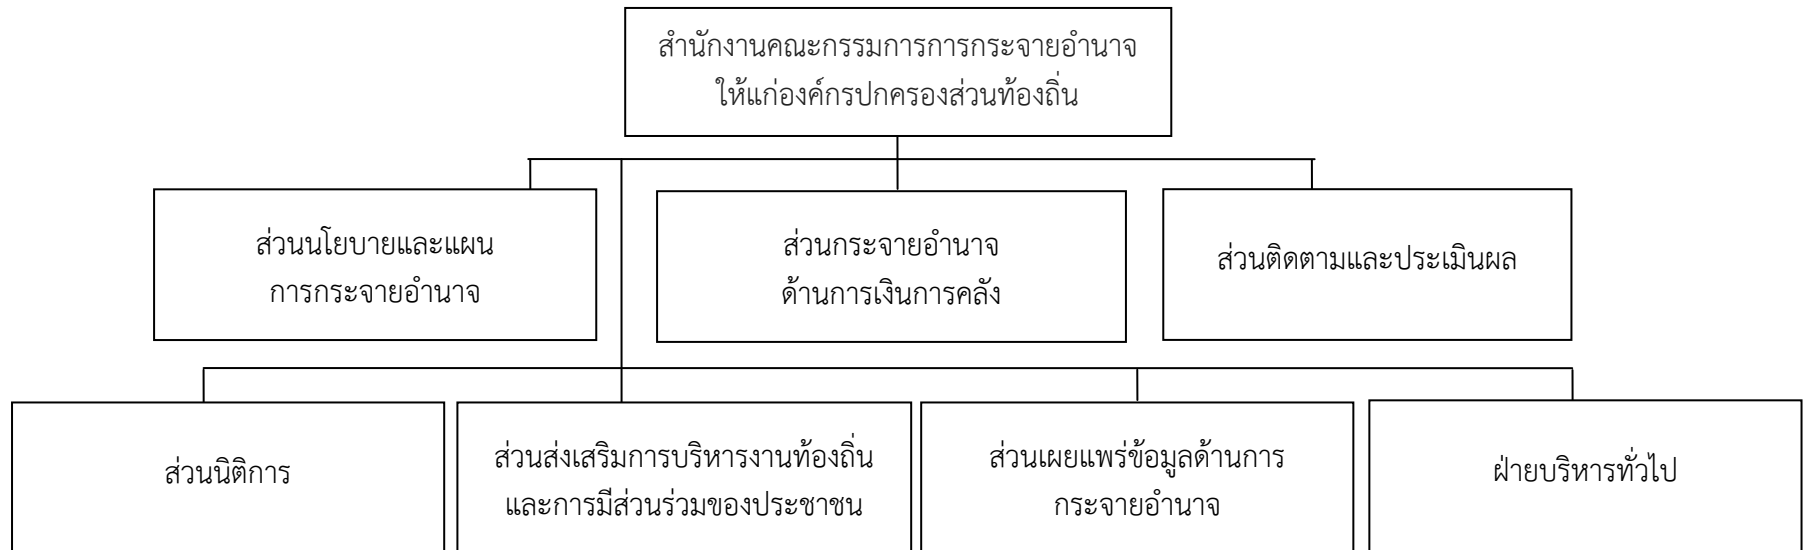 สำนักงานคณะกรรมการการกระจายอำนาจ
ให้แก่องค์กรปกครองส่วนท้องถิ่น
ส่วนนโยบายและแผน
การกระจายอำนาจ
ส่วนกระจายอำนาจ
ด้านการเงินการคลัง
ส่วนติดตามและประเมินผล
ส่วนนิติการ
ส่วนส่งเสริมการบริหารงานท้องถิ่น
และการมีส่วนร่วมของประชาชน
ส่วนเผยแพร่ข้อมูลด้านการ
กระจายอำนาจ
ฝ่ายบริหารทั่วไป